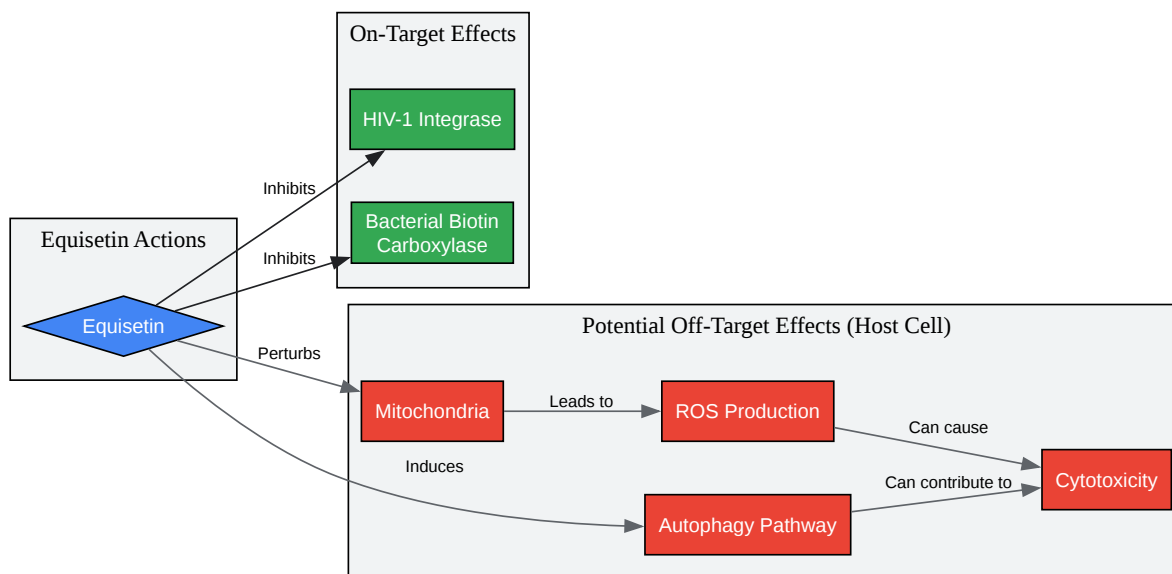 On-Target Effects
HIV-1 Integrase
Inhibits
Bacterial Biotin
Carboxylase
Equisetin Actions
Inhibits
Equisetin
Potential Off-Target Effects (Host Cell)
Perturbs
Mitochondria
Leads to
ROS Production
Can cause
Induces
Can contribute to
Cytotoxicity
Autophagy Pathway